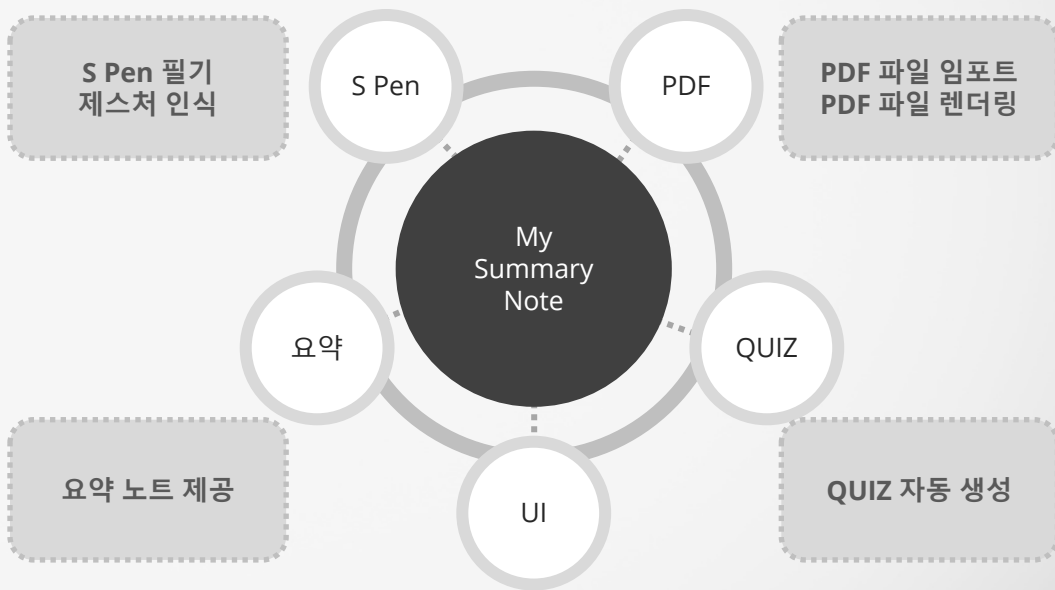 S Pen 필기
제스처 인식
S Pen
PDF
PDF 파일 임포트
PDF 파일 렌더링
My
Summary
Note
요약
QUIZ
요약 노트 제공
UI
QUIZ 자동 생성